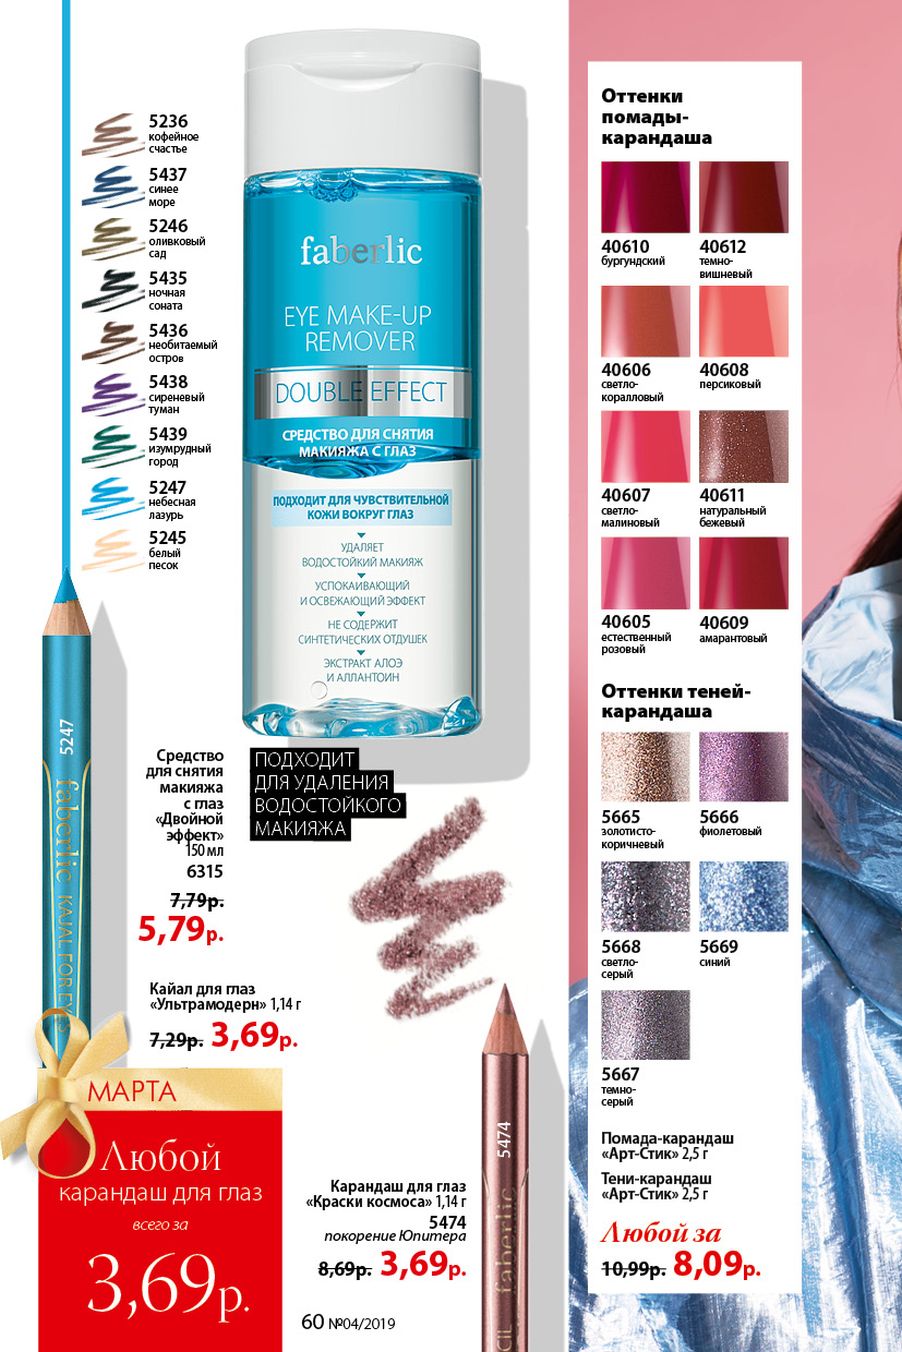 5236
кофейное
счастье
5437
синее
море
5246
оливковый
сад
5435
ночная
соната
5436
необитаемый
остров
5438
сиреневый
туман
5439
изумрудный
город
5247
небесная
лазурь
5245
белый
песок
faberlic
EYE MAKE-UP
REMOVER
DOUBLE EFFECT
СРЕДСТВО ДЛЯ СНЯТИЯ
МАКИЯЖА С ГЛАЗ
ПОДХОДИТ ДЛЯ ЧУВСТВИТЕЛЬНОЙ
КОЖИ ВОКРУГ ГЛАЗ
УДАЛЯЕТ
ВОДОСТОЙКИЙ МАКИЯЖ
УСПОКАИВАЮЩИЙ
И ОСВЕЖАЮЩИЙ ЭФФЕКТ
НЕ СОДЕРЖИТ
СИНТЕТИЧЕСКИХ ОТДУШЕК
ЭКСТРАКТ АЛОЭ
И АЛЛАНТОИН
5247
faberlic KAJAL FOR EYES
Средство
для снятия
макияжа
с глаз
«Двойной
эффект»
150 мл
6315
7,79р.
5,79р.
ПОДХОДИТ
ДЛЯ УДАЛЕНИЯ
ВОДОСТОЙКОГО
МАКИЯЖА
Кайал для глаз
«Ультрамодерн» 1,14 г
7,29р. 3,69р.
МАРТА
Любой
карандаш для глаз
всего за
3,69р.
Карандаш для глаз
«Краски космоса» 1,14 г
5474
покорение Юпитера
8,69р. 3,69р.
5474
faberlic
CIL
60 №04/2019
Оттенки
помады-
карандаша
40610
бургундский
40612
темно-
вишневый
40606
светло-
коралловый
40608
персиковый
40607
светло-
малиновый
40611
натуральный
бежевый
40605
естественный
розовый
40609
амарантовый
Оттенки теней-
карандаша
5665
золотисто-
коричневый
5666
фиолетовый
5668
светло-
серый
5669
синий
5667
темно-
серый
Помада-карандаш
«Арт-Стик» 2,5 г
Тени-карандаш
«Арт-Стик» 2,5 г
Любой за
10,99р. 8,09р.